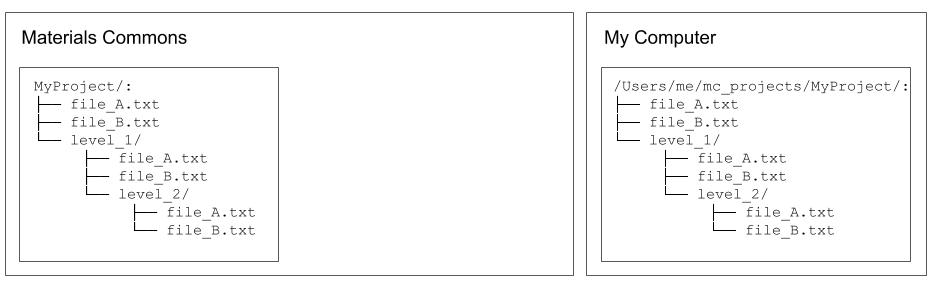 Materials Commons
MyProject/:
├── file_A.txt
├── file_B.txt
└── level_1/
    ├── file_A.txt
    ├── file_B.txt
    └── level_2/
        ├── file_A.txt
        └── file_B.txt
My Computer
/Users/me/mc_projects/MyProject/:
├── file_A.txt
├── file_B.txt
└── level_1/
    ├── file_A.txt
    ├── file_B.txt
    └── level_2/
        ├── file_A.txt
        └── file_B.txt